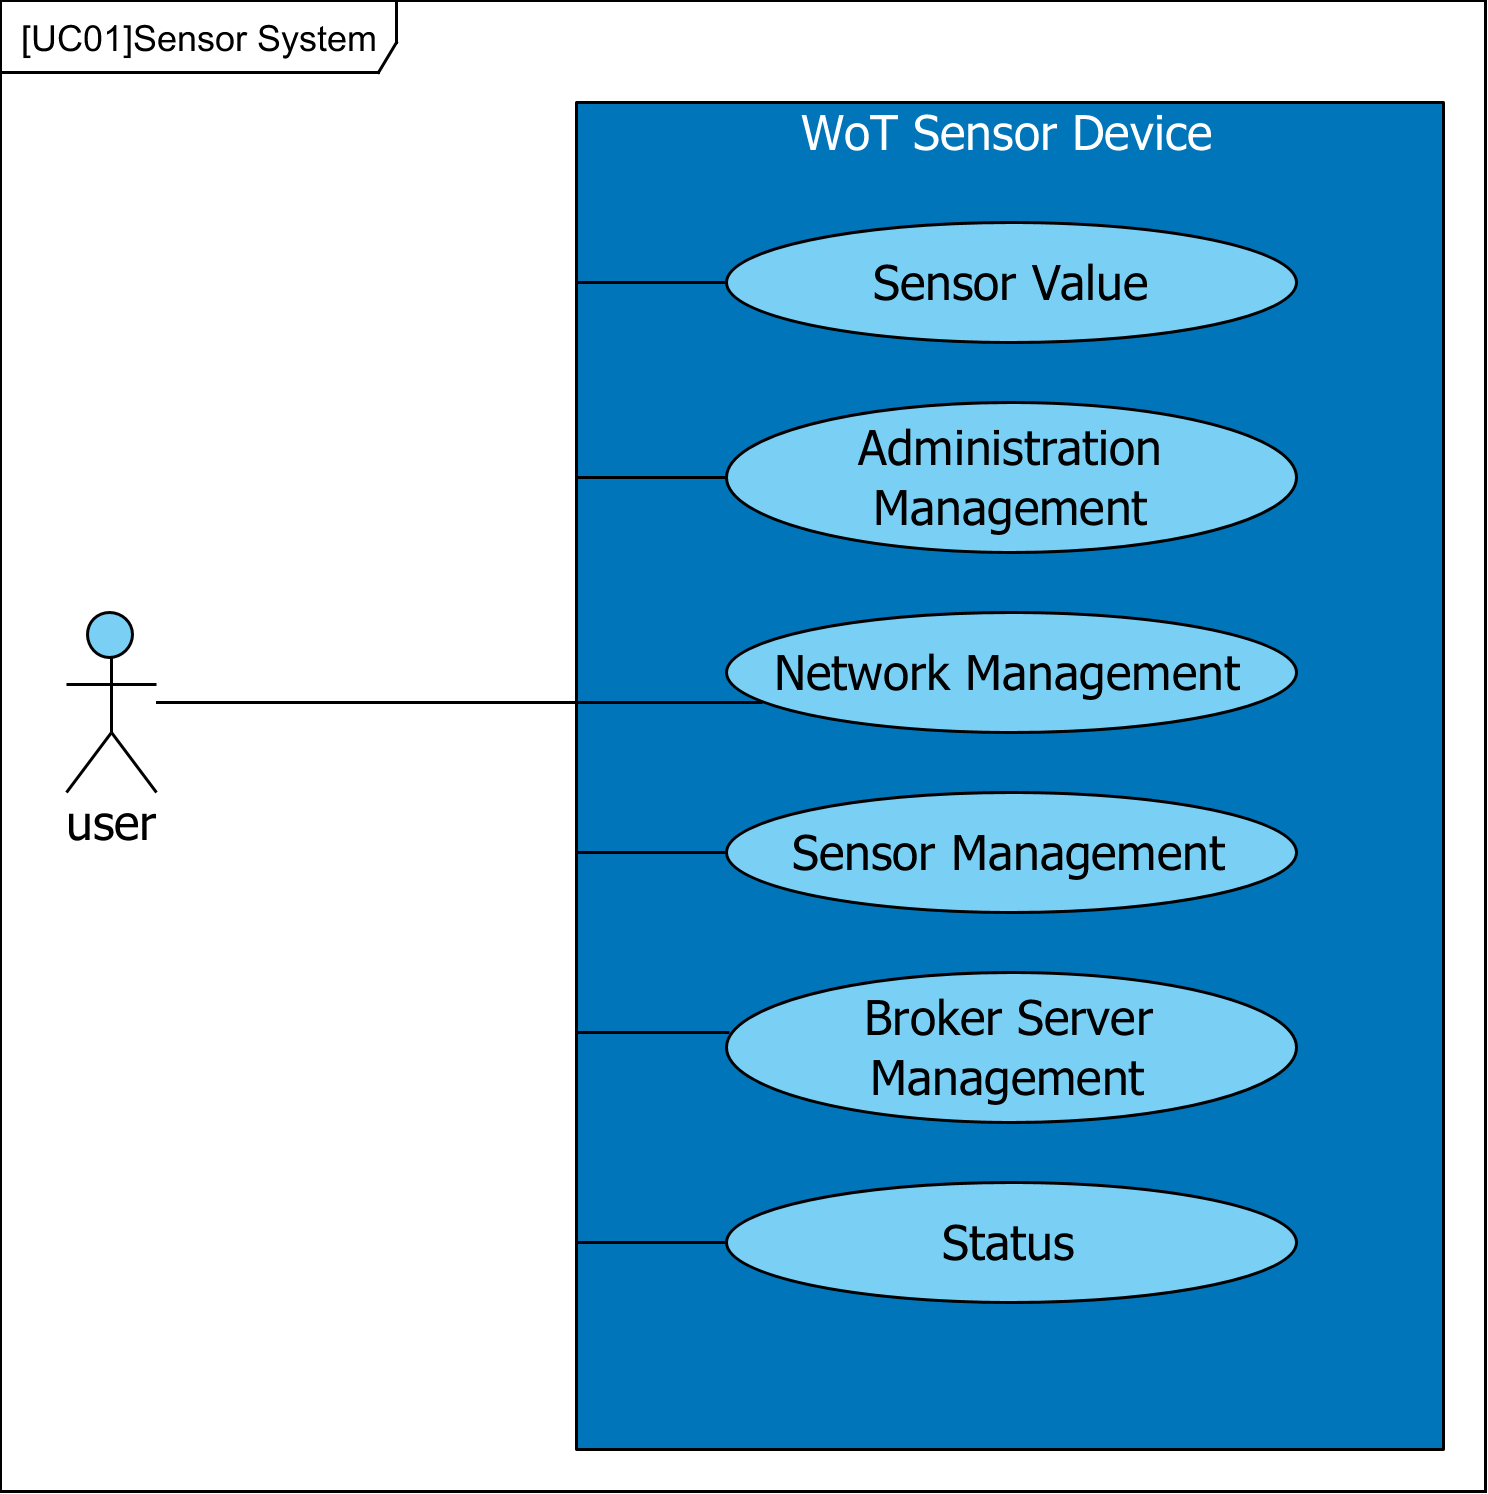 [UC01]Sensor System
WoT Sensor Device
Sensor Value
Administration
Management
Network Management
user
Sensor Management
Broker Server
Management
Status